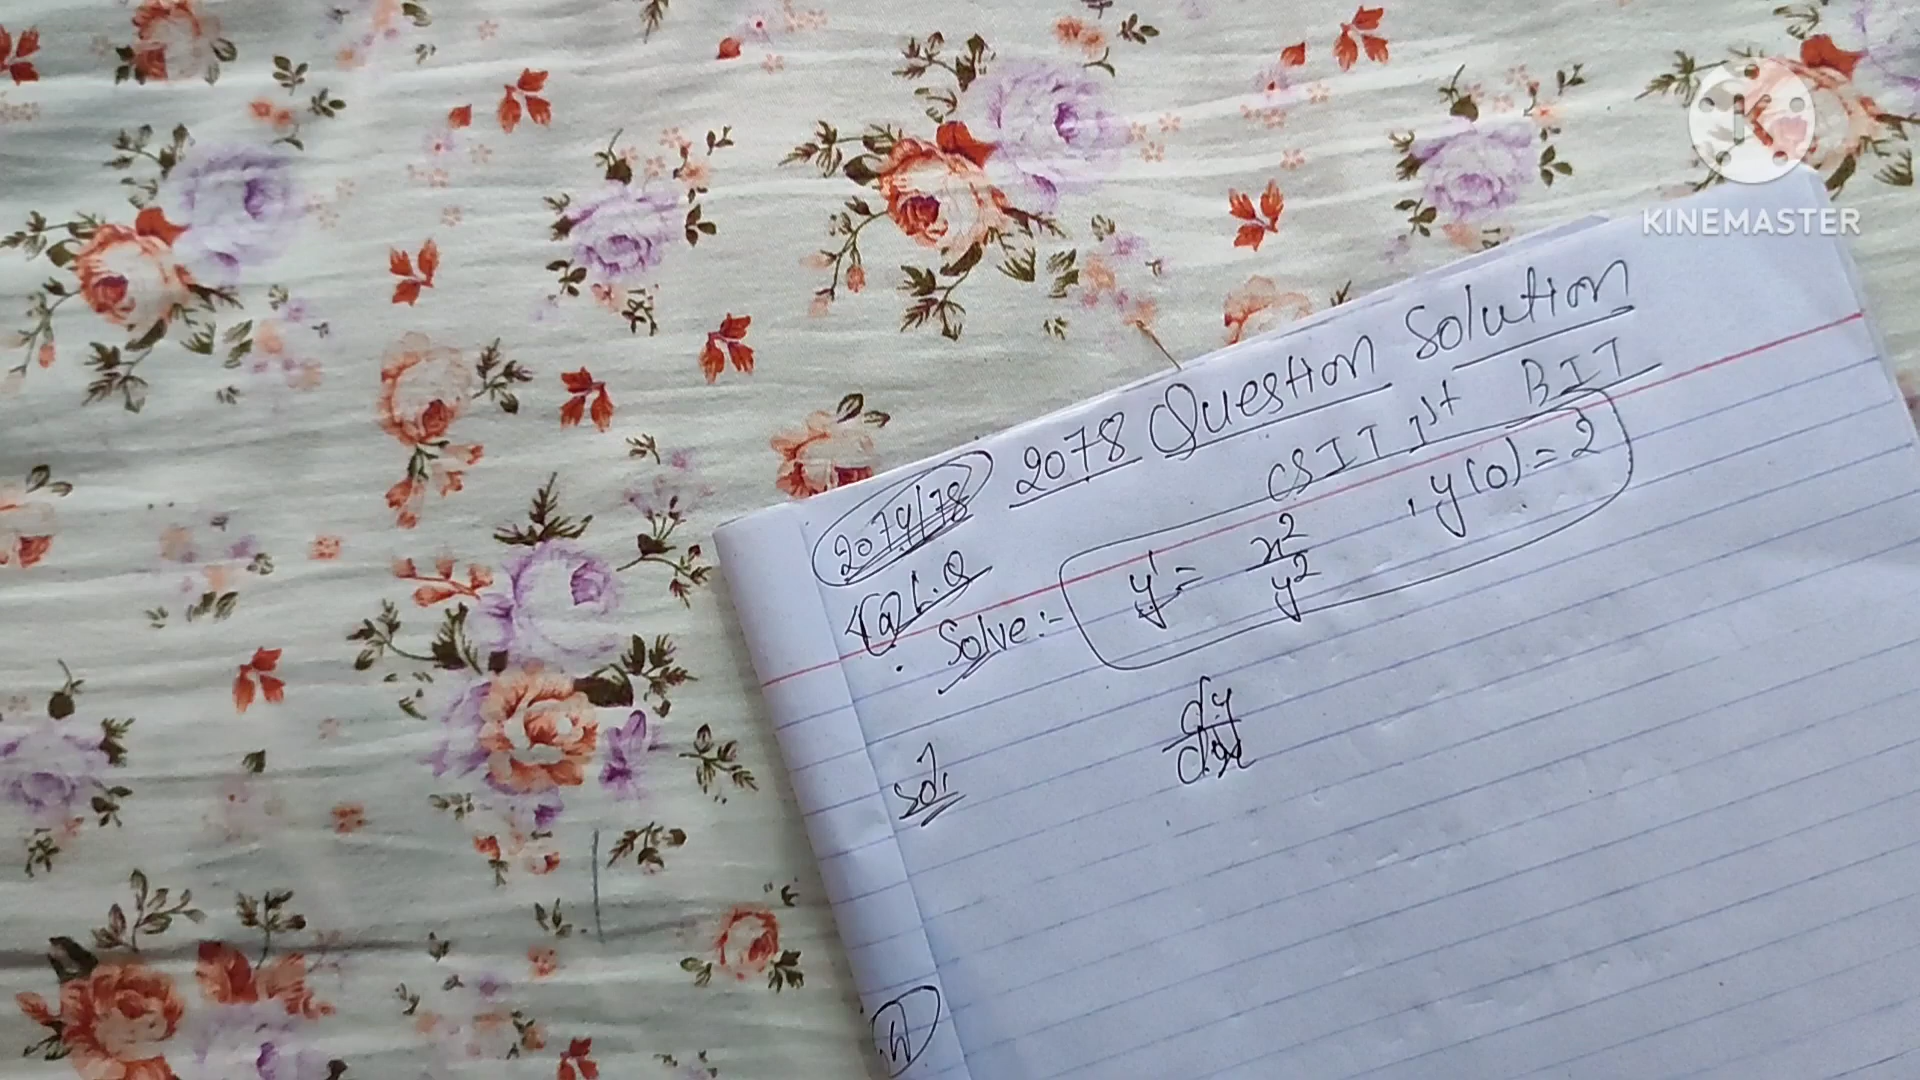 KINEMASTER
2078 Question Solution
CSIT 1st BIT
2074/78
Solve:- y' = x²/y² , y(0) = 2
Sol.
dy/dx